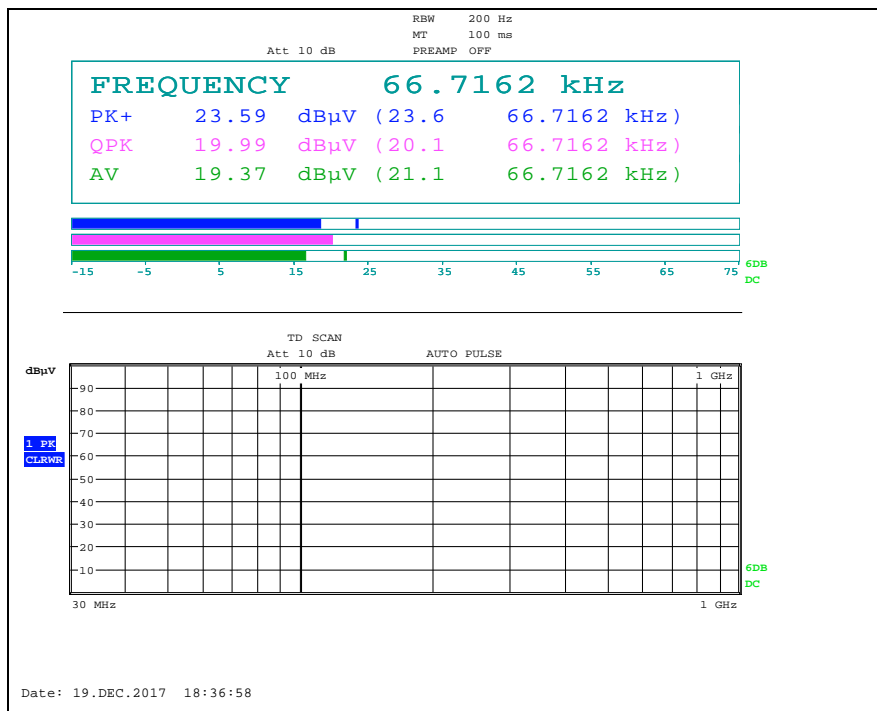 RBW 200 Hz
MT 100 ms
Att 10 dB PREAMP OFF
FREQUENCY 66.7162 kHz
PK+ 23.59 dBµV (23.6 66.7162 kHz)
QPK 19.99 dBµV (20.1 66.7162 kHz)
AV 19.37 dBµV (21.1 66.7162 kHz)
-15 -5 5 15 25 35 45 55 65 75
6DB
DC
TD SCAN
Att 10 dB AUTO PULSE
dBµV
100 MHz 1 GHz
90
80
70
1 PK
CLRWR
60
50
40
30
20
10
6DB
DC
30 MHz 1 GHz
Date: 19.DEC.2017 18:36:58